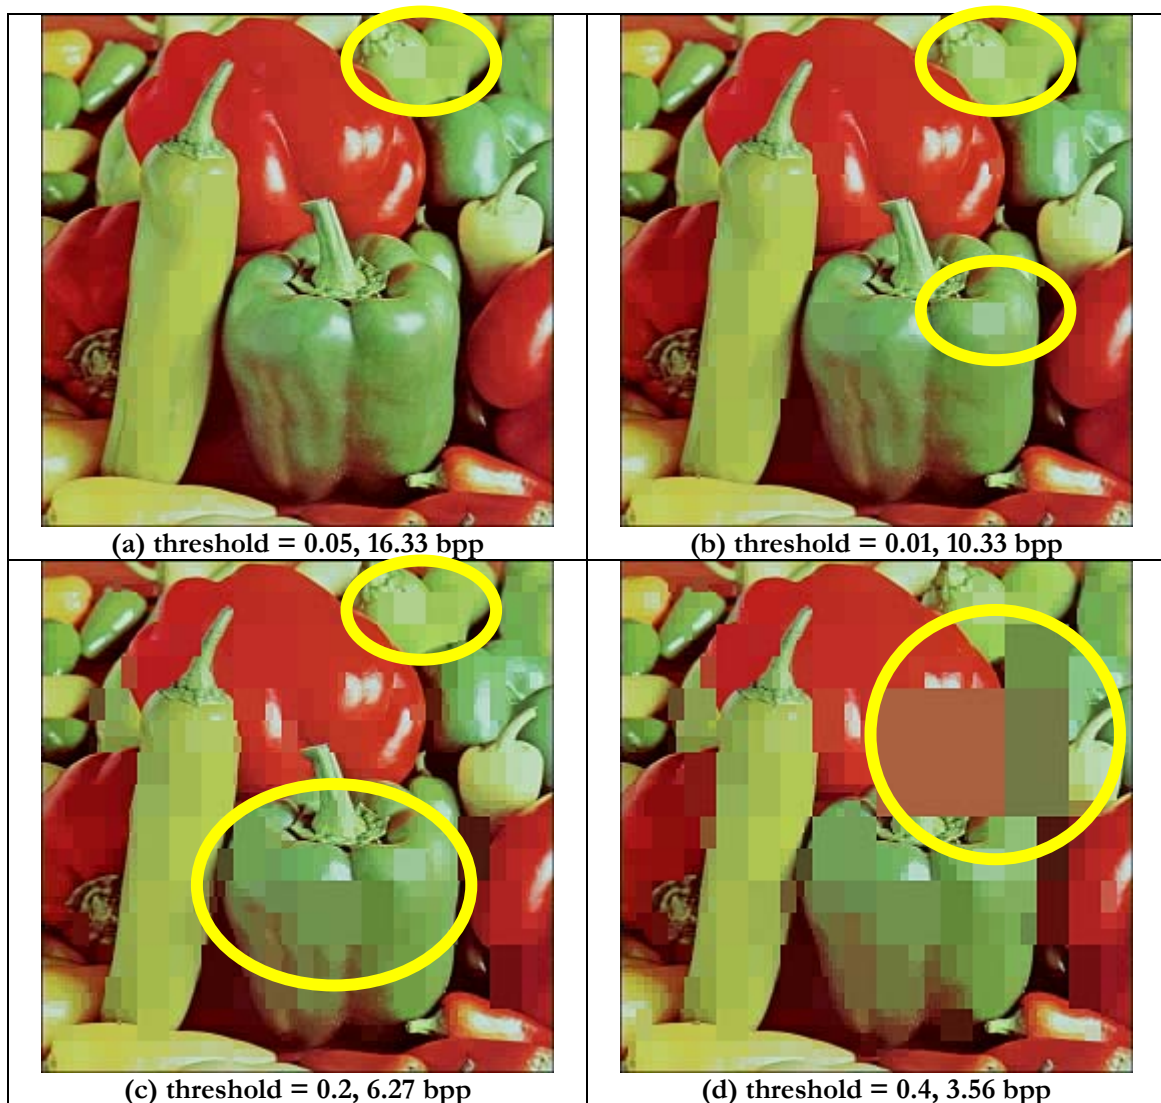 (a) threshold = 0.05, 16.33 bpp
(b) threshold = 0.01, 10.33 bpp
(c) threshold = 0.2, 6.27 bpp
(d) threshold = 0.4, 3.56 bpp